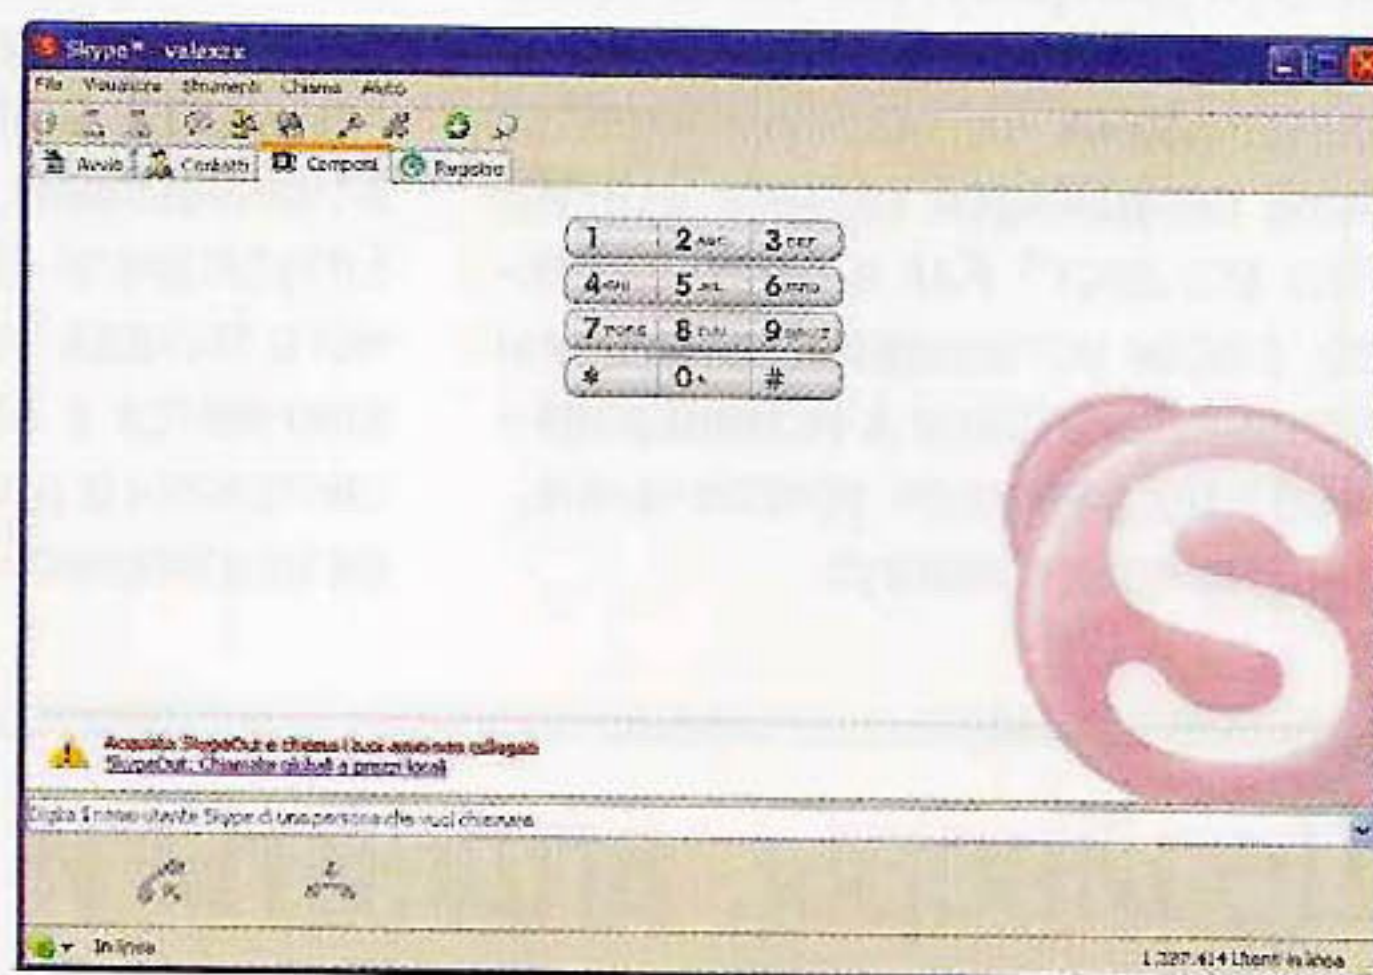 Skype™ - valexzx
File Visualizza Strumenti Chiama Aiuto
Avvio Contatti Componi Registro
1 2 ABC 3 DEF
4 GHI 5 JKL 6 MNO
7 PQRS 8 TUV 9 WXYZ
* 0 + #
Acquista SkypeOut e chiama i tuoi amici non collegati
SkypeOut: Chiamate globali a prezzi locali
Digita il nome utente Skype di una persona che vuoi chiamare
In linea
Utenti in linea
S